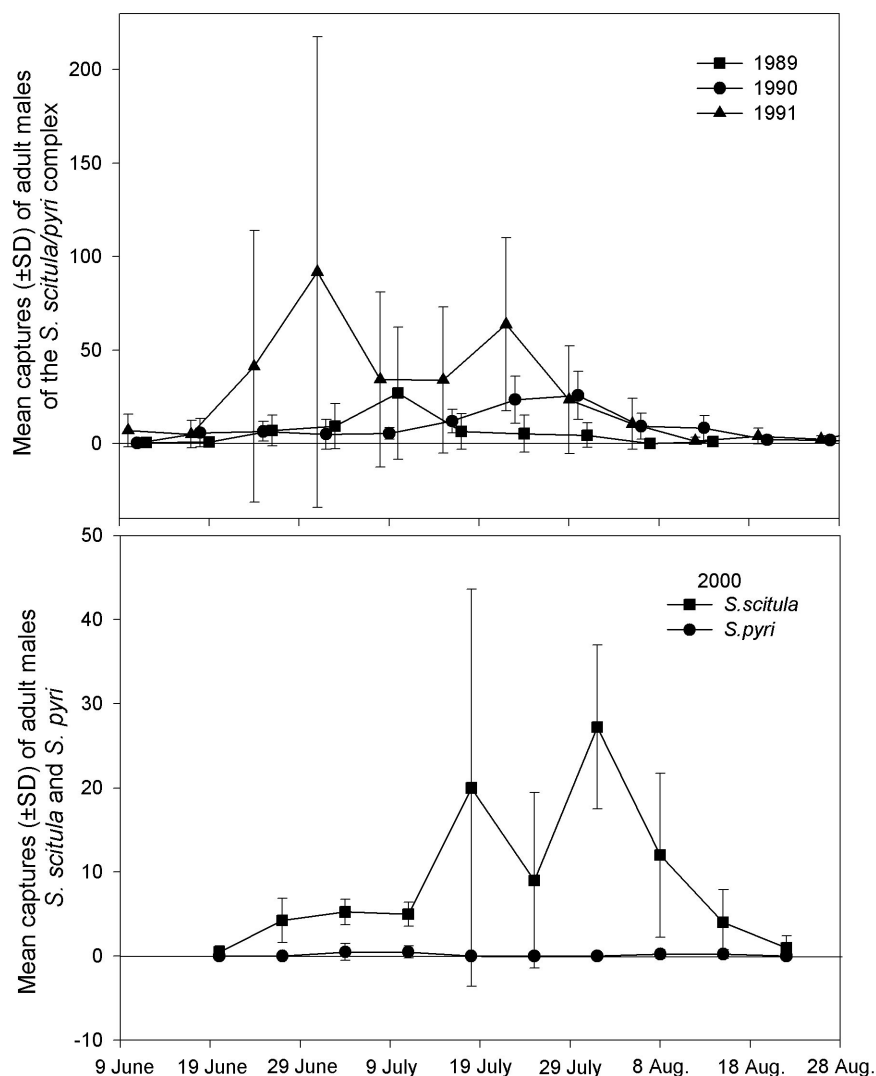 Mean captures (±SD) of adult males
of the S. scitula/pyri complex
200
150
100
50
0
1989
1990
1991
Mean captures (±SD) of adult males
S. scitula and S. pyri
50
40
30
20
10
0
-10
2000
S.scitula
S.pyri
9 June 19 June 29 June 9 July 19 July 29 July 8 Aug. 18 Aug. 28 Aug.